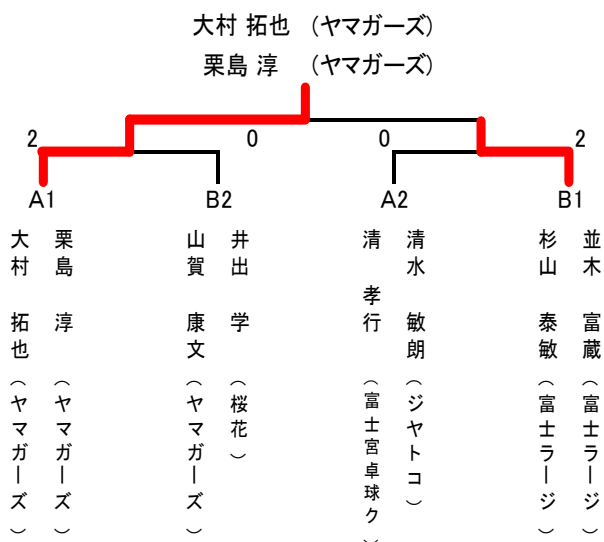 大村 拓也 (ヤマガーズ)
栗島 淳 (ヤマガーズ)
2 0 0 2
A1 B2 A2 B1
大村 拓也(ヤマガーズ)
栗島 淳(ヤマガーズ)
山賀 康文(ヤマガーズ)
井出 学(桜花)
清 孝行(富士宮卓球ク)
清水 敏朗(ジヤトコ)
杉山 泰敏(富士ラージ)
並木 富蔵(富士ラージ)